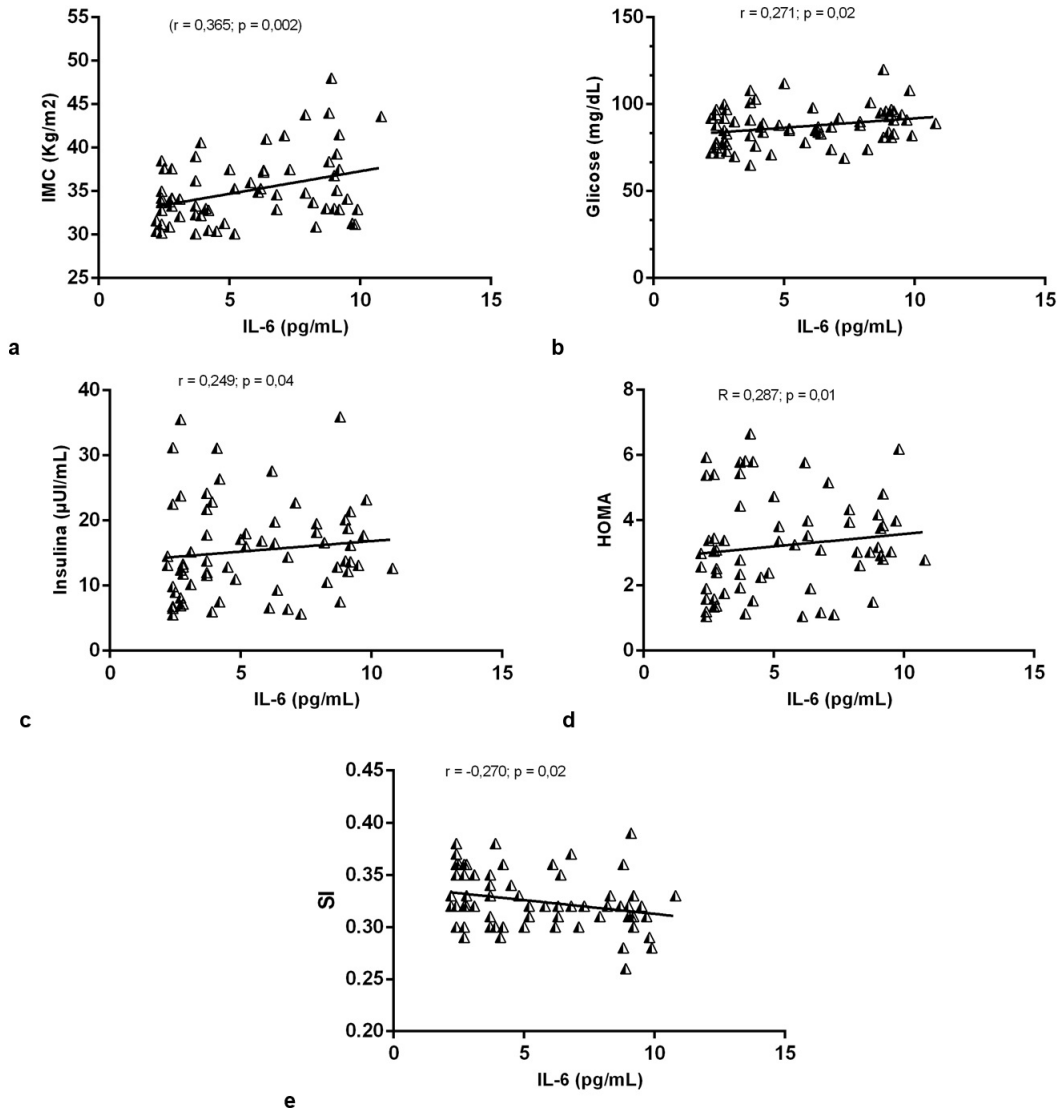 (r = 0,365; p = 0,002)
55
50
45
40
35
30
25
IMC (Kg/m2)
0
5
10
15
IL-6 (pg/mL)
a
r = 0,271; p = 0,02
150
100
50
0
Glicose (mg/dL)
0
5
10
15
IL-6 (pg/mL)
b
r = 0,249; p = 0,04
40
30
20
10
0
Insulina (µUI/mL)
0
5
10
15
IL-6 (pg/mL)
c
R = 0,287; p = 0,01
8
6
4
2
0
HOMA
0
5
10
15
IL-6 (pg/mL)
d
r = -0,270; p = 0,02
0.45
0.40
0.35
0.30
0.25
0.20
SI
0
5
10
15
IL-6 (pg/mL)
e